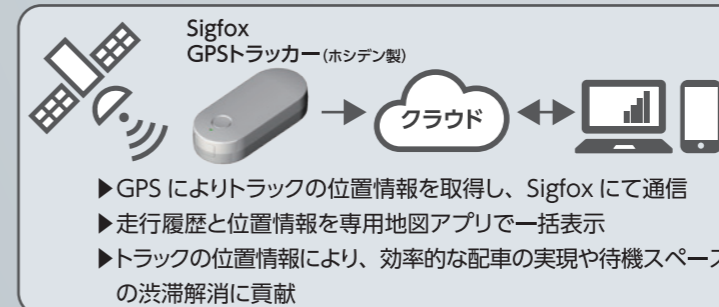 Sigfox
GPSトラッカー(ホシデン製)
クラウド
▶GPS によりトラックの位置情報を取得し、Sigfox にて通信
▶走行履歴と位置情報を専用地図アプリで一括表示
▶トラックの位置情報により、効率的な配車の実現や待機スペース
の渋滞解消に貢献